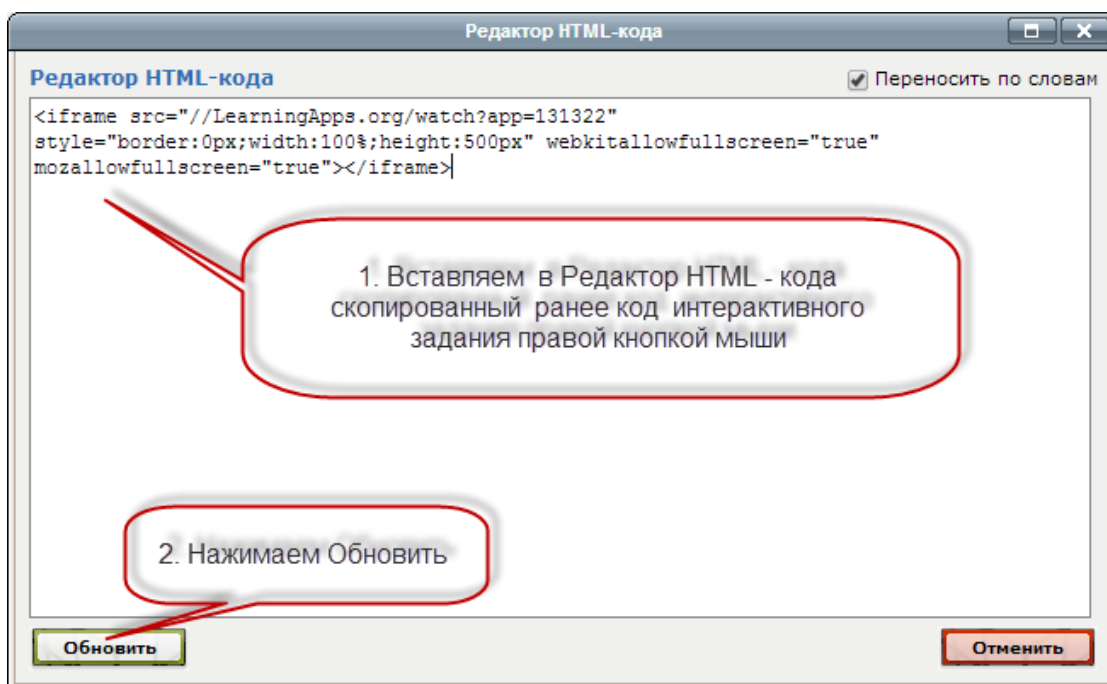 Редактор HTML-кода
Редактор HTML-кода
Переносить по словам
<iframe src="//LearningApps.org/watch?app=131322"
style="border:0px;width:100%;height:500px" webkitallowfullscreen="true"
mozallowfullscreen="true"></iframe>
1. Вставляем в Редактор HTML - кода
скопированный ранее код интерактивного
задания правой кнопкой мыши
2. Нажимаем Обновить
Обновить
Отменить